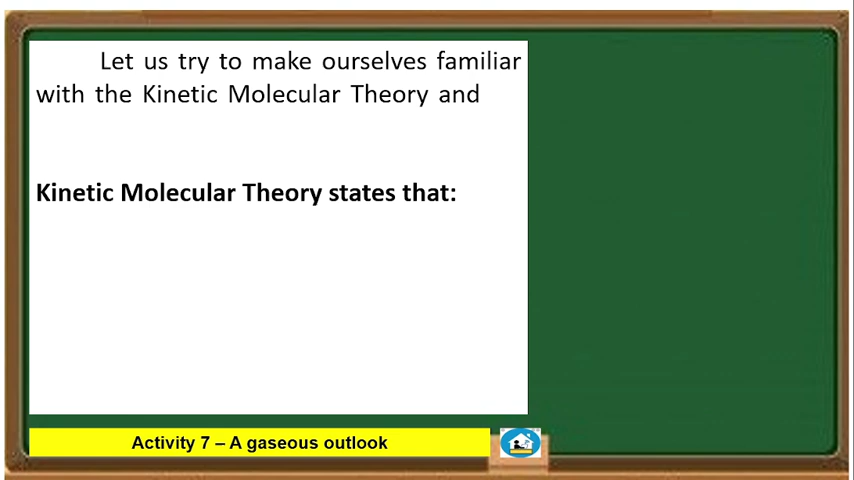 Let us try to make ourselves familiar
with the Kinetic Molecular Theory and
Kinetic Molecular Theory states that:
Activity 7 – A gaseous outlook